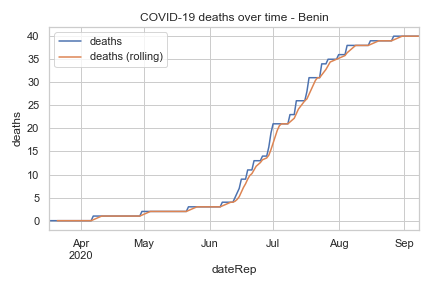 COVID-19 deaths over time - Benin
deaths
deaths (rolling)
40
35
30
25
20
15
10
5
0
deaths
Apr
2020
May
Jun
Jul
Aug
Sep
dateRep